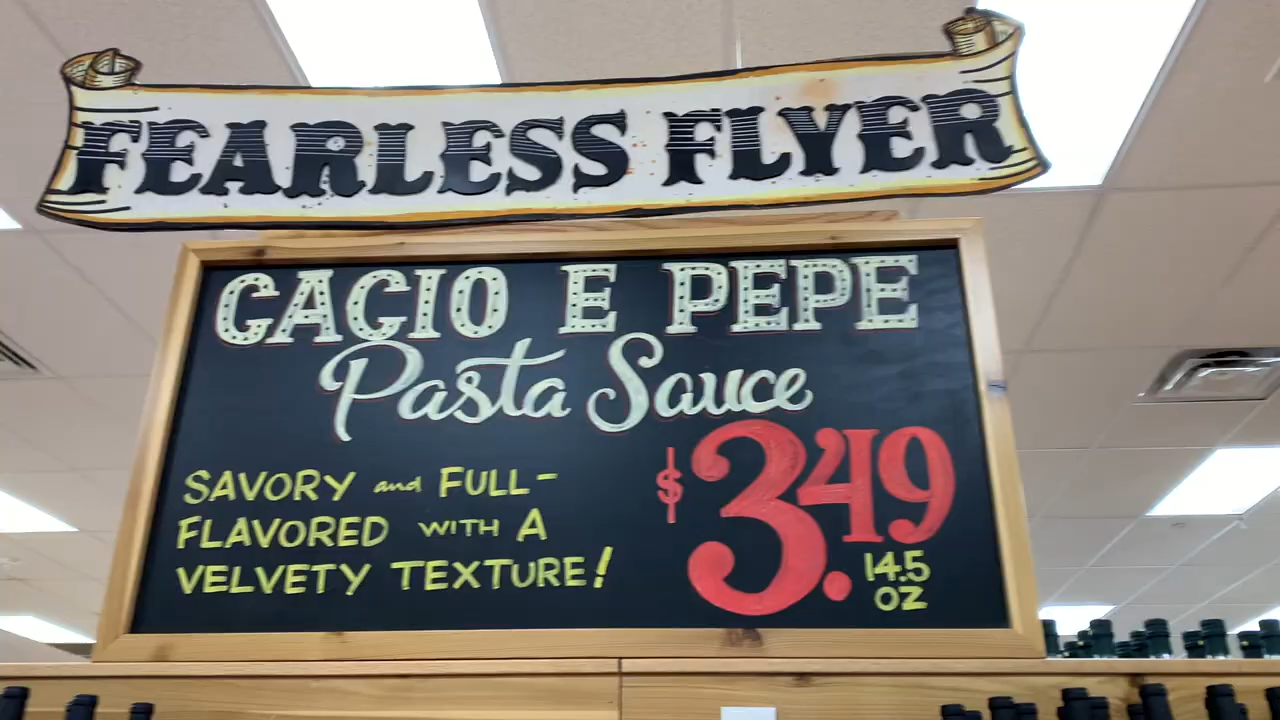 FEARLESS FLYER
CACIO E PEPE
Pasta Sauce
SAVORY and FULL-
FLAVORED WITH A
VELVETY TEXTURE!
$3.49
14.5
OZ